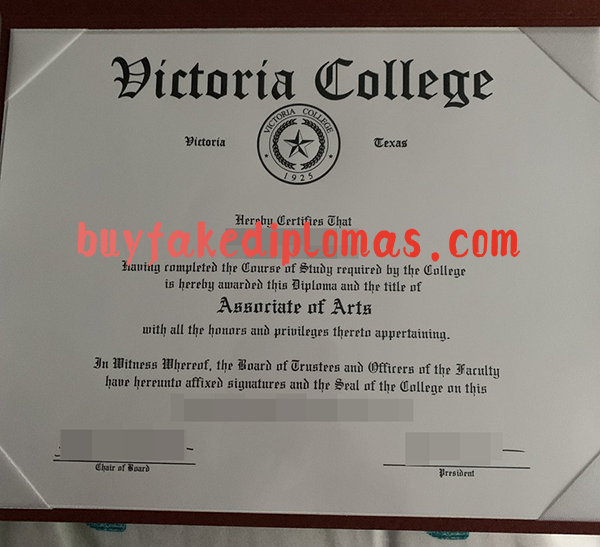 Victoria College
Victoria
VICTORIA COLLEGE
1925
Texas
Hereby Certifies That
buyfakediplomas.com
Having completed the Course of Study required by the College
is hereby awarded this Diploma and the title of
Associate of Arts
with all the honors and privileges thereto appertaining.
In Witness Whereof, the Board of Trustees and Officers of the Faculty
have hereunto affixed signatures and the Seal of the College on this
Chair of Board
President